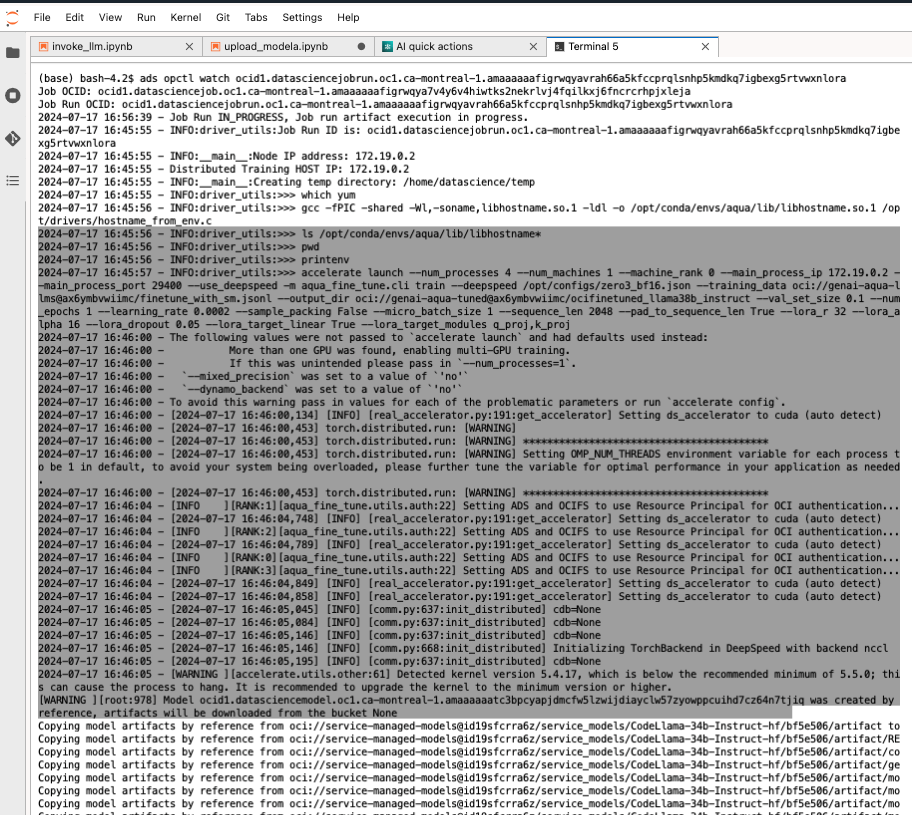 File Edit View Run Kernel Git Tabs Settings Help
invoke_llm.ipynb upload_modela.ipynb AI quick actions Terminal 5
(base) bash-4.2$ ads opctl watch ocid1.datasciencejobrun.oc1.ca-montreal-1.amaaaaaafigrwqyavrah66a5kfccprqlsnhp5kmdkq7igbexg5rtvwxnlora
Job OCID: ocid1.datasciencejob.oc1.ca-montreal-1.amaaaaaafigrwqya7v4y6v4hiwtks2nekrlvj4fqilkxj6fncrcrhpjxleja
Job Run OCID: ocid1.datasciencejobrun.oc1.ca-montreal-1.amaaaaaafigrwqyavrah66a5kfccprqlsnhp5kmdkq7igbexg5rtvwxnlora
2024-07-17 16:56:39 - Job Run IN_PROGRESS, Job run artifact execution in progress.
2024-07-17 16:45:55 - INFO:driver_utils:Job Run ID is: ocid1.datasciencejobrun.oc1.ca-montreal-1.amaaaaaafigrwqyavrah66a5kfccprqlsnhp5kmdkq7igbe
xg5rtvwxnlora
2024-07-17 16:45:55 - INFO:__main__:Node IP address: 172.19.0.2
2024-07-17 16:45:55 - Distributed Training HOST IP: 172.19.0.2
2024-07-17 16:45:55 - INFO:__main__:Creating temp directory: /home/datascience/temp
2024-07-17 16:45:55 - INFO:driver_utils:>>> which yum
2024-07-17 16:45:56 - INFO:driver_utils:>>> gcc -fPIC -shared -Wl,-soname,libhostname.so.1 -ldl -o /opt/conda/envs/aqua/lib/libhostname.so.1 /op
t/drivers/hostname_from_env.c
2024-07-17 16:45:56 - INFO:driver_utils:>>> ls /opt/conda/envs/aqua/lib/libhostname*
2024-07-17 16:45:56 - INFO:driver_utils:>>> pwd
2024-07-17 16:45:56 - INFO:driver_utils:>>> printenv
2024-07-17 16:45:57 - INFO:driver_utils:>>> accelerate launch --num_processes 4 --num_machines 1 --machine_rank 0 --main_process_ip 172.19.0.2 -
-main_process_port 29400 --use_deepspeed -m aqua_fine_tune.cli train --deepspeed /opt/configs/zero3_bf16.json --training_data oci://genai-aqua-l
lms@ax6ymbvwiimc/finetune_with_sm.jsonl --output_dir oci://genai-aqua-tuned@ax6ymbvwiimc/ocifinetuned_llama38b_instruct --val_set_size 0.1 --num
_epochs 1 --learning_rate 0.0002 --sample_packing False --micro_batch_size 1 --sequence_len 2048 --pad_to_sequence_len True --lora_r 32 --lora_a
lpha 16 --lora_dropout 0.05 --lora_target_linear True --lora_target_modules q_proj,k_proj
2024-07-17 16:46:00 - The following values were not passed to `accelerate launch` and had defaults used instead:
2024-07-17 16:46:00 - More than one GPU was found, enabling multi-GPU training.
2024-07-17 16:46:00 - If this was unintended please pass in `--num_processes=1`.
2024-07-17 16:46:00 - `--mixed_precision` was set to a value of `'no'`
2024-07-17 16:46:00 - `--dynamo_backend` was set to a value of `'no'`
2024-07-17 16:46:00 - To avoid this warning pass in values for each of the problematic parameters or run `accelerate config`.
2024-07-17 16:46:00 - [2024-07-17 16:46:00,134] [INFO] [real_accelerator.py:191:get_accelerator] Setting ds_accelerator to cuda (auto detect)
2024-07-17 16:46:00 - [2024-07-17 16:46:00,453] torch.distributed.run: [WARNING]
2024-07-17 16:46:00 - [2024-07-17 16:46:00,453] torch.distributed.run: [WARNING] *****************************************
2024-07-17 16:46:00 - [2024-07-17 16:46:00,453] torch.distributed.run: [WARNING] Setting OMP_NUM_THREADS environment variable for each process t
o be 1 in default, to avoid your system being overloaded, please further tune the variable for optimal performance in your application as needed
.
2024-07-17 16:46:00 - [2024-07-17 16:46:00,453] torch.distributed.run: [WARNING] *****************************************
2024-07-17 16:46:04 - [INFO ][RANK:1][aqua_fine_tune.utils.auth:22] Setting ADS and OCIFS to use Resource Principal for OCI authentication...
2024-07-17 16:46:04 - [2024-07-17 16:46:04,748] [INFO] [real_accelerator.py:191:get_accelerator] Setting ds_accelerator to cuda (auto detect)
2024-07-17 16:46:04 - [INFO ][RANK:2][aqua_fine_tune.utils.auth:22] Setting ADS and OCIFS to use Resource Principal for OCI authentication...
2024-07-17 16:46:04 - [2024-07-17 16:46:04,789] [INFO] [real_accelerator.py:191:get_accelerator] Setting ds_accelerator to cuda (auto detect)
2024-07-17 16:46:04 - [INFO ][RANK:0][aqua_fine_tune.utils.auth:22] Setting ADS and OCIFS to use Resource Principal for OCI authentication...
2024-07-17 16:46:04 - [INFO ][RANK:3][aqua_fine_tune.utils.auth:22] Setting ADS and OCIFS to use Resource Principal for OCI authentication...
2024-07-17 16:46:04 - [2024-07-17 16:46:04,849] [INFO] [real_accelerator.py:191:get_accelerator] Setting ds_accelerator to cuda (auto detect)
2024-07-17 16:46:04 - [2024-07-17 16:46:04,858] [INFO] [real_accelerator.py:191:get_accelerator] Setting ds_accelerator to cuda (auto detect)
2024-07-17 16:46:05 - [2024-07-17 16:46:05,045] [INFO] [comm.py:637:init_distributed] cdb=None
2024-07-17 16:46:05 - [2024-07-17 16:46:05,084] [INFO] [comm.py:637:init_distributed] cdb=None
2024-07-17 16:46:05 - [2024-07-17 16:46:05,146] [INFO] [comm.py:637:init_distributed] cdb=None
2024-07-17 16:46:05 - [2024-07-17 16:46:05,146] [INFO] [comm.py:668:init_distributed] Initializing TorchBackend in DeepSpeed with backend nccl
2024-07-17 16:46:05 - [2024-07-17 16:46:05,195] [INFO] [comm.py:637:init_distributed] cdb=None
2024-07-17 16:46:05 - [WARNING ][accelerate.utils.other:61] Detected kernel version 5.4.17, which is below the recommended minimum of 5.5.0; thi
s can cause the process to hang. It is recommended to upgrade the kernel to the minimum version or higher.
[WARNING ][root:978] Model ocid1.datasciencemodel.oc1.ca-montreal-1.amaaaaaatc3bpcyapjdmcfw5lzwijdiayclw57zyowppcuihd7cz64n7tjiq was created by
reference, artifacts will be downloaded from the bucket None
Copying model artifacts by reference from oci://service-managed-models@id19sfcrra6z/service_models/CodeLlama-34b-Instruct-hf/bf5e506/artifact to
Copying model artifacts by reference from oci://service-managed-models@id19sfcrra6z/service_models/CodeLlama-34b-Instruct-hf/bf5e506/artifact/RE
Copying model artifacts by reference from oci://service-managed-models@id19sfcrra6z/service_models/CodeLlama-34b-Instruct-hf/bf5e506/artifact/co
Copying model artifacts by reference from oci://service-managed-models@id19sfcrra6z/service_models/CodeLlama-34b-Instruct-hf/bf5e506/artifact/ge
Copying model artifacts by reference from oci://service-managed-models@id19sfcrra6z/service_models/CodeLlama-34b-Instruct-hf/bf5e506/artifact/mo
Copying model artifacts by reference from oci://service-managed-models@id19sfcrra6z/service_models/CodeLlama-34b-Instruct-hf/bf5e506/artifact/mo
Copying model artifacts by reference from oci://service-managed-models@id19sfcrra6z/service_models/CodeLlama-34b-Instruct-hf/bf5e506/artifact/mo